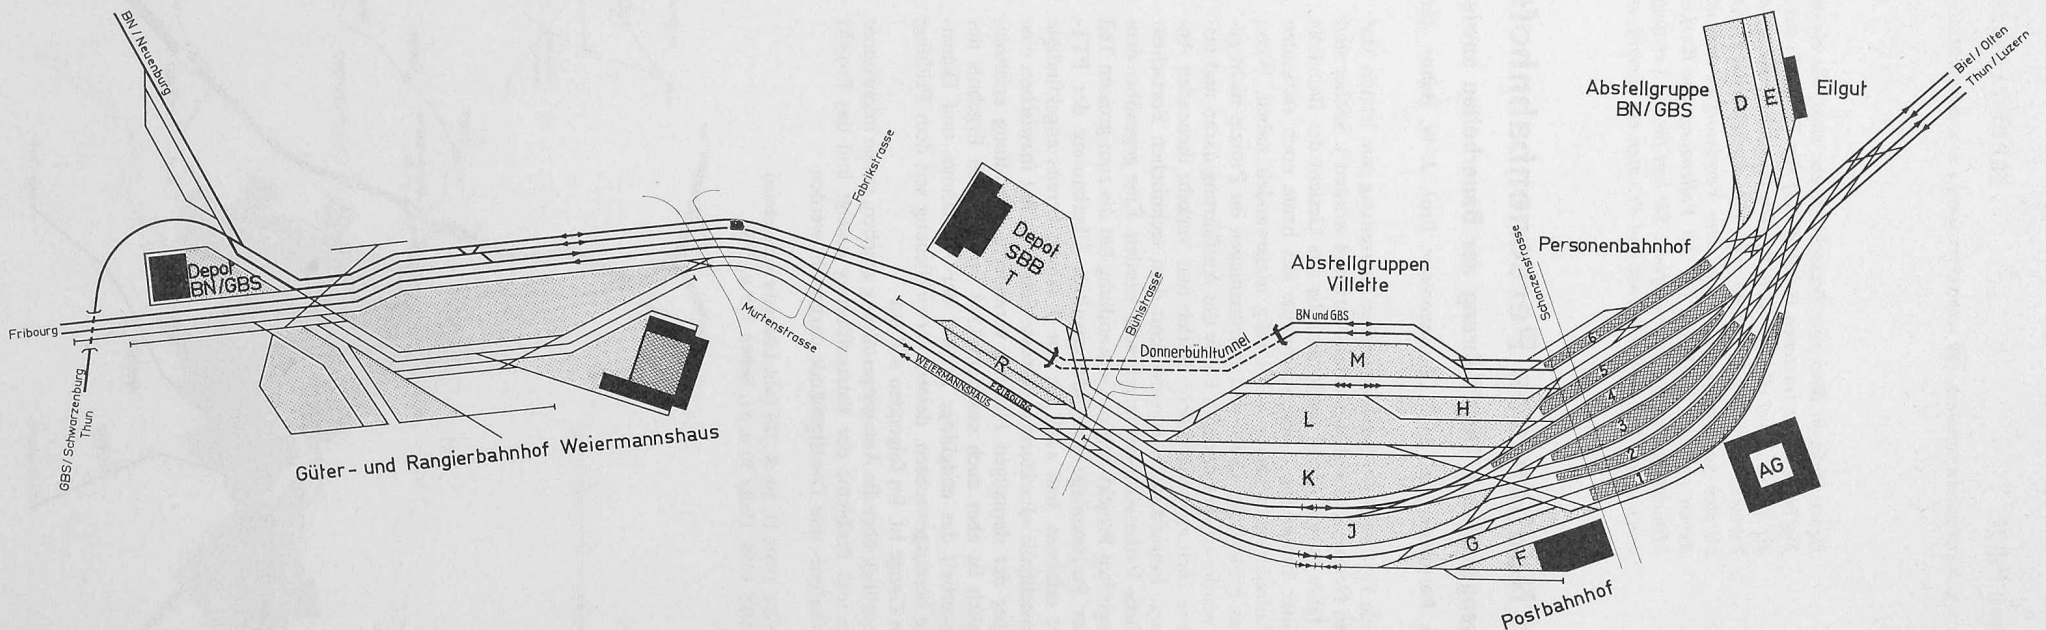 BN / Neuenburg
Depot
BN/GBS
Fribourg
GBS/Schwarzenburg
Thun
Güter- und Rangierbahnhof Weiermannshaus
Murtenstrasse
Fabrikstrasse
Depot
SBB
T
R
FRIBOURG
WEIERMANNSHAUS
Bühlstrasse
Donnerbühltunnel
Abstellgruppen
Villette
BN und GBS
M
L
H
K
J
G
F
Postbahnhof
Schanzenstrasse
Personenbahnhof
6
5
4
3
2
1
AG
Abstellgruppe
BN/GBS
D
E
Eilgut
Biel / Olten
Thun / Luzern